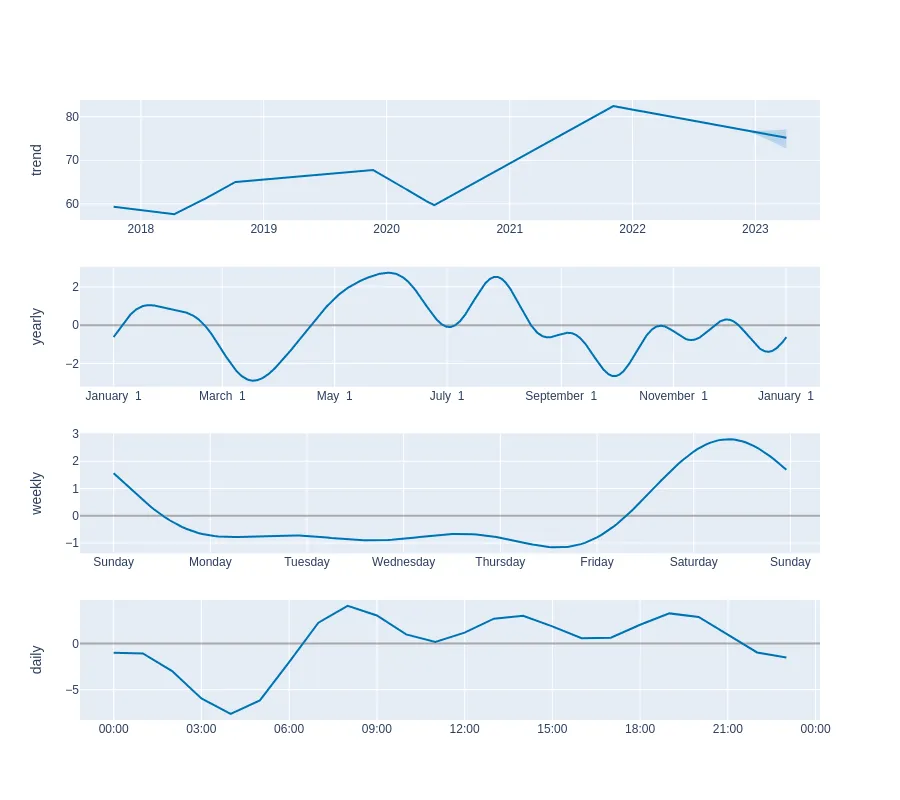 trend
80
70
60
2018 2019 2020 2021 2022 2023
yearly
2
0
−2
January 1 March 1 May 1 July 1 September 1 November 1 January 1
weekly
3
2
1
0
−1
Sunday Monday Tuesday Wednesday Thursday Friday Saturday Sunday
daily
0
−5
00:00 03:00 06:00 09:00 12:00 15:00 18:00 21:00 00:00